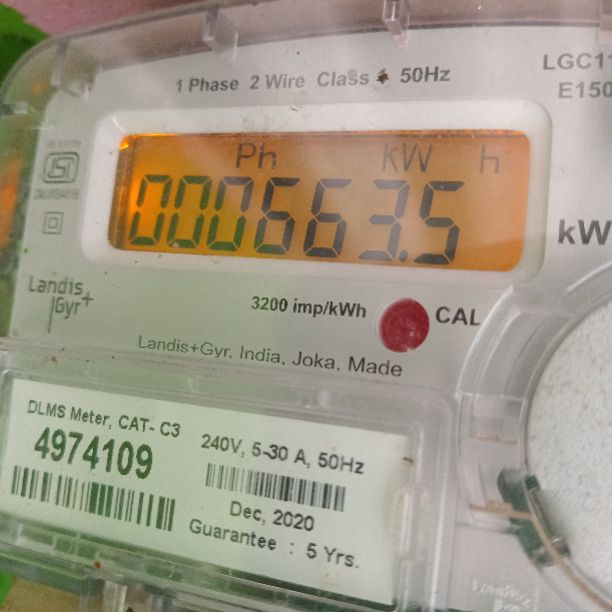 1 Phase 2 Wire Class 50Hz
LGC11
E150
Ph kW h
000663.5
kW
Landis
Gyr+
3200 imp/kWh
CAL
Landis+Gyr, India, Joka, Made
DLMS Meter, CAT- C3
4974109
240V, 5-30 A, 50Hz
Dec, 2020
Guarantee : 5 Yrs.